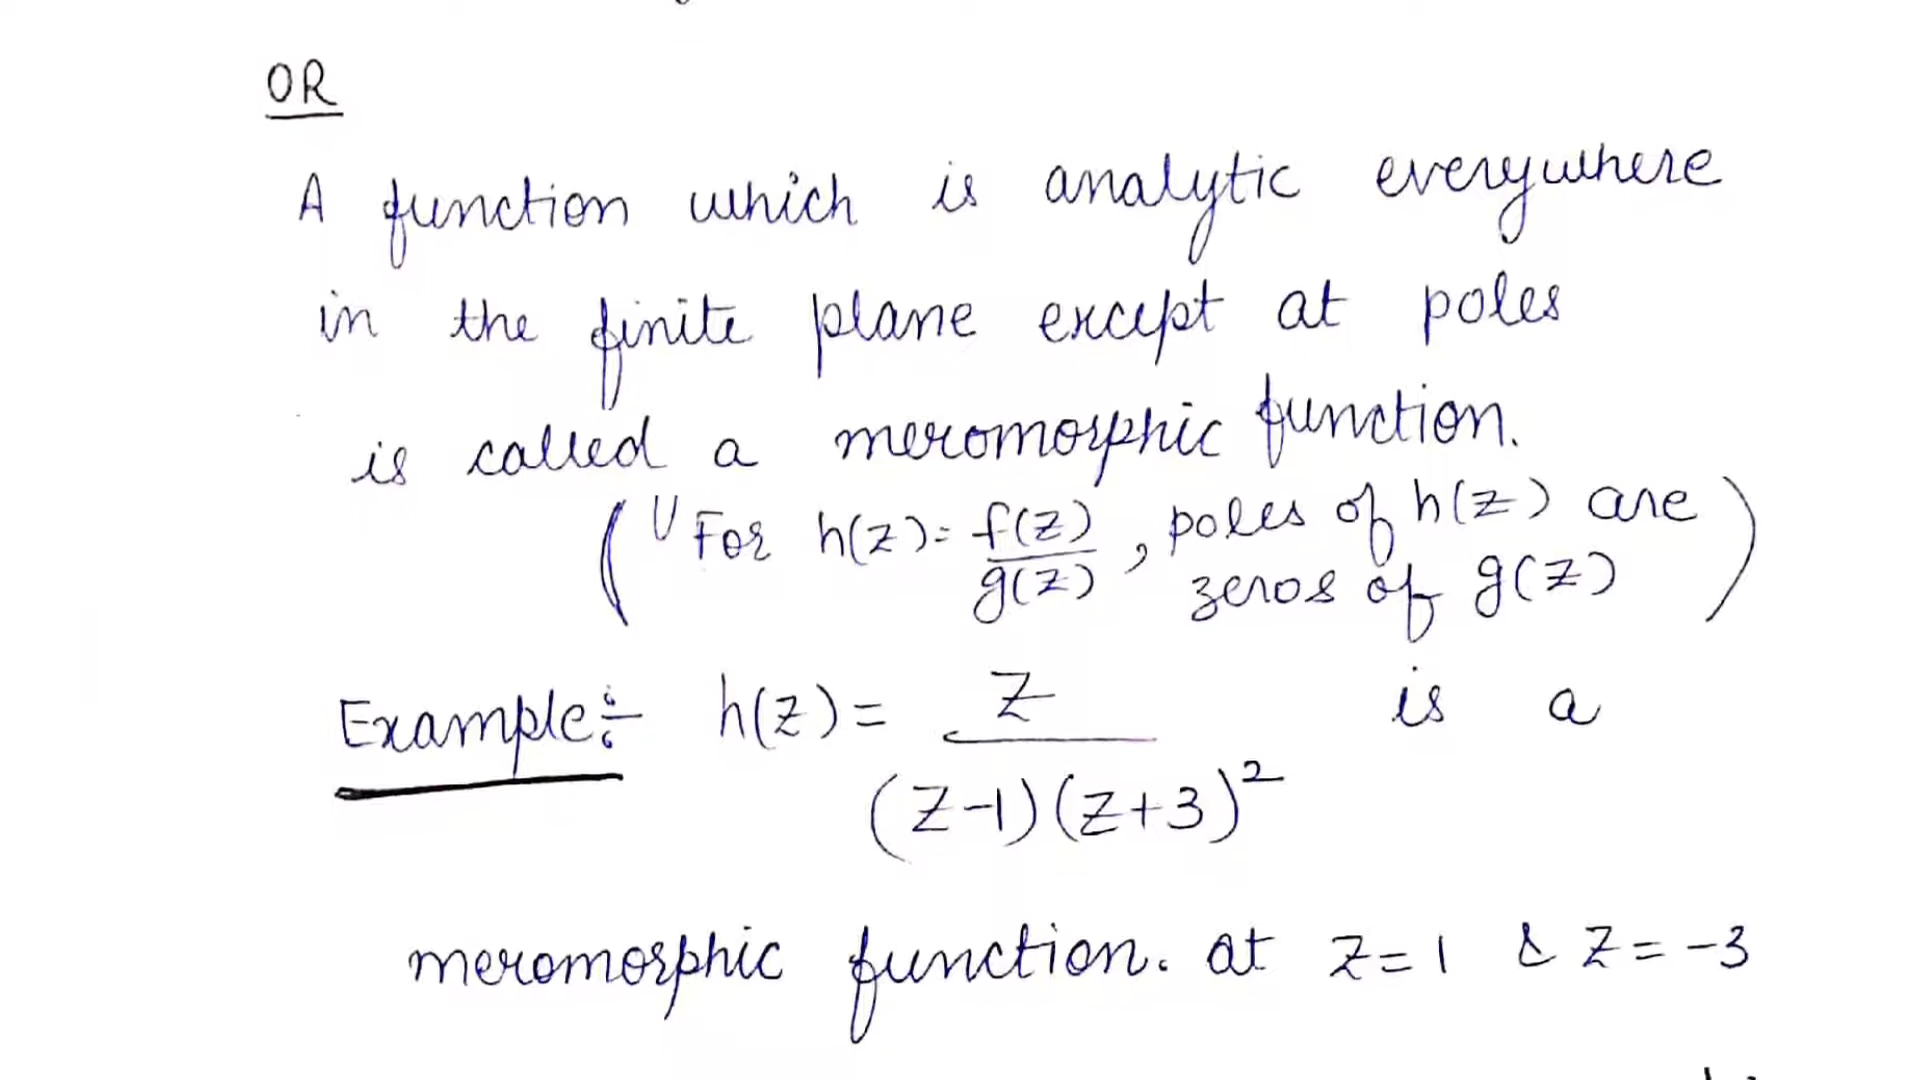 OR
A function which is analytic everywhere
in the finite plane except at poles
is called a meromorphic function.
( For h(z) = f(z)/g(z), poles of h(z) are
zeros of g(z) )
Example:- h(z) = z/(z-1)(z+3)² is a
meromorphic function. at z=1 & z=-3